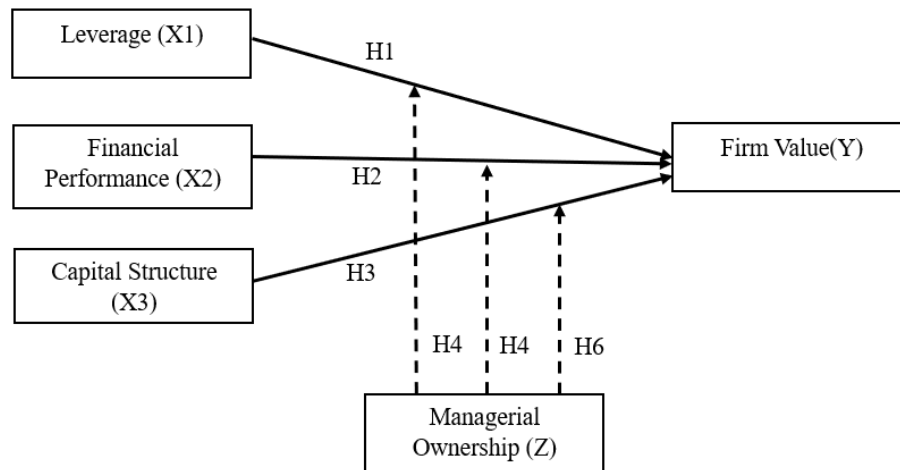 Leverage (X1)
H1
Financial
Performance (X2)
Firm Value(Y)
H2
Capital Structure
(X3)
H3
H4
H4
H6
Managerial
Ownership (Z)